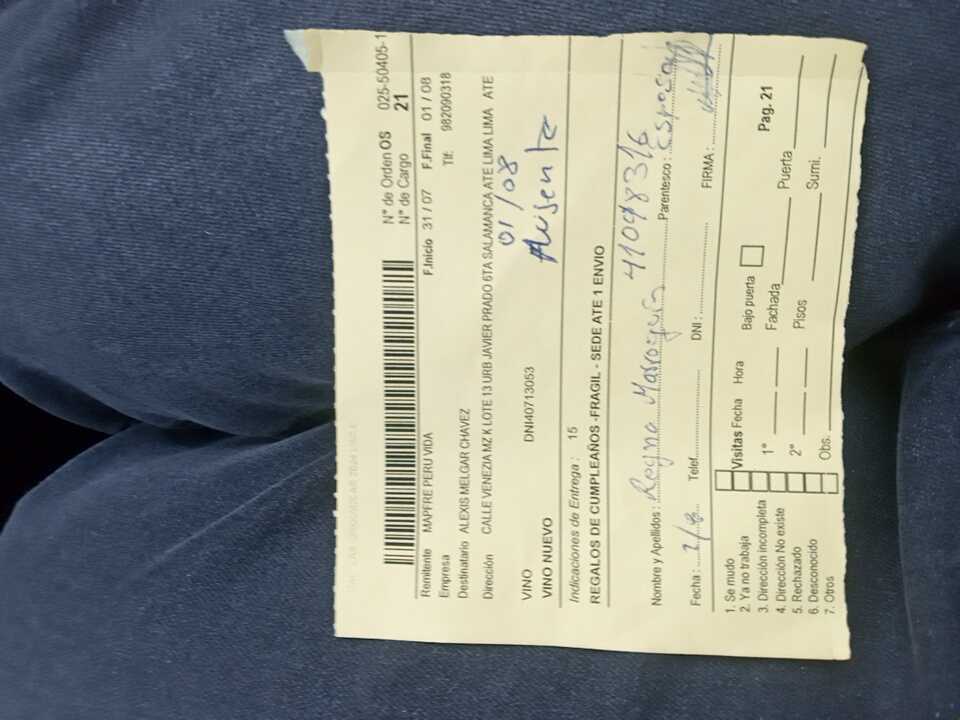 N° de Orden OS 025-50405-1
N° de Cargo 21
Remitente MAPFRE PERU VIDA F.Inicio 31 / 07 F.Final 01 / 08
Empresa Tlf: 982090318
Destinatario ALEXIS MELGAR CHAVEZ
Dirección CALLE VENEZIA MZ K LOTE 13 URB JAVIER PRADO 6TA SALAMANCA ATE LIMA LIMA ATE
01/08
VINO DNI40713053 Ausente
VINO NUEVO
Indicaciones de Entrega : 15
REGALOS DE CUMPLEAÑOS -FRAGIL - SEDE ATE 1 ENVIO
Nombre y Apellidos : 41098316 Parentesco : Esposa
Fecha : 2/8 Telef. DNI : FIRMA :
1. Se mudo
2. Ya no trabaja Visitas Fecha Hora Bajo puerta Pag. 21
3. Dirección incompleta 1° Fachada Puerta
4. Dirección No existe
5. Rechazado 2° Pisos Sumi.
6. Desconocido
7. Otros Obs.